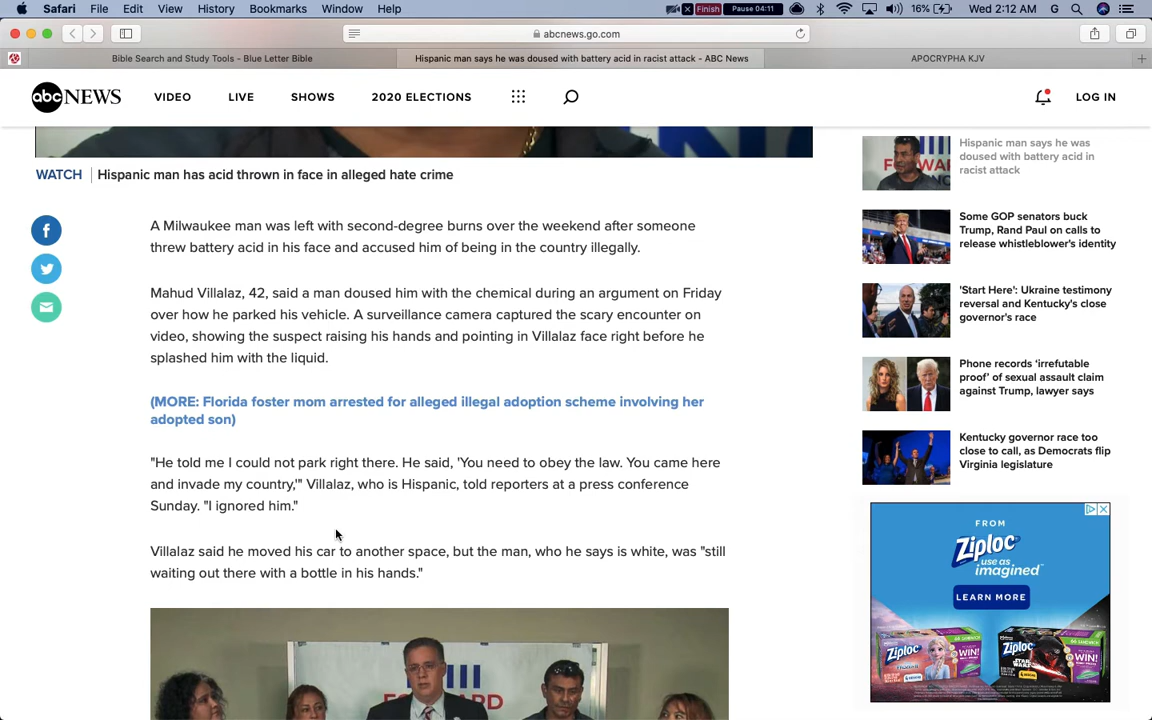 Safari File Edit View History Bookmarks Window Help
Finish Pause 04:11 16% Wed 2:12 AM G
abcnews.go.com
Bible Search and Study Tools - Blue Letter Bible
Hispanic man says he was doused with battery acid in racist attack - ABC News
APOCRYPHA KJV
abc NEWS VIDEO LIVE SHOWS 2020 ELECTIONS LOG IN
WATCH Hispanic man has acid thrown in face in alleged hate crime
A Milwaukee man was left with second-degree burns over the weekend after someone
threw battery acid in his face and accused him of being in the country illegally.
Mahud Villalaz, 42, said a man doused him with the chemical during an argument on Friday
over how he parked his vehicle. A surveillance camera captured the scary encounter on
video, showing the suspect raising his hands and pointing in Villalaz face right before he
splashed him with the liquid.
(MORE: Florida foster mom arrested for alleged illegal adoption scheme involving her
adopted son)
"He told me I could not park right there. He said, 'You need to obey the law. You came here
and invade my country,'" Villalaz, who is Hispanic, told reporters at a press conference
Sunday. "I ignored him."
Villalaz said he moved his car to another space, but the man, who he says is white, was "still
waiting out there with a bottle in his hands."
Hispanic man says he was
doused with battery acid in
racist attack
Some GOP senators buck
Trump, Rand Paul on calls to
release whistleblower's identity
'Start Here': Ukraine testimony
reversal and Kentucky's close
governor's race
Phone records 'irrefutable
proof' of sexual assault claim
against Trump, lawyer says
Kentucky governor race too
close to call, as Democrats flip
Virginia legislature
FROM
Ziploc
use as
imagined
LEARN MORE
Ziploc
WIN!
Ziploc
WIN!